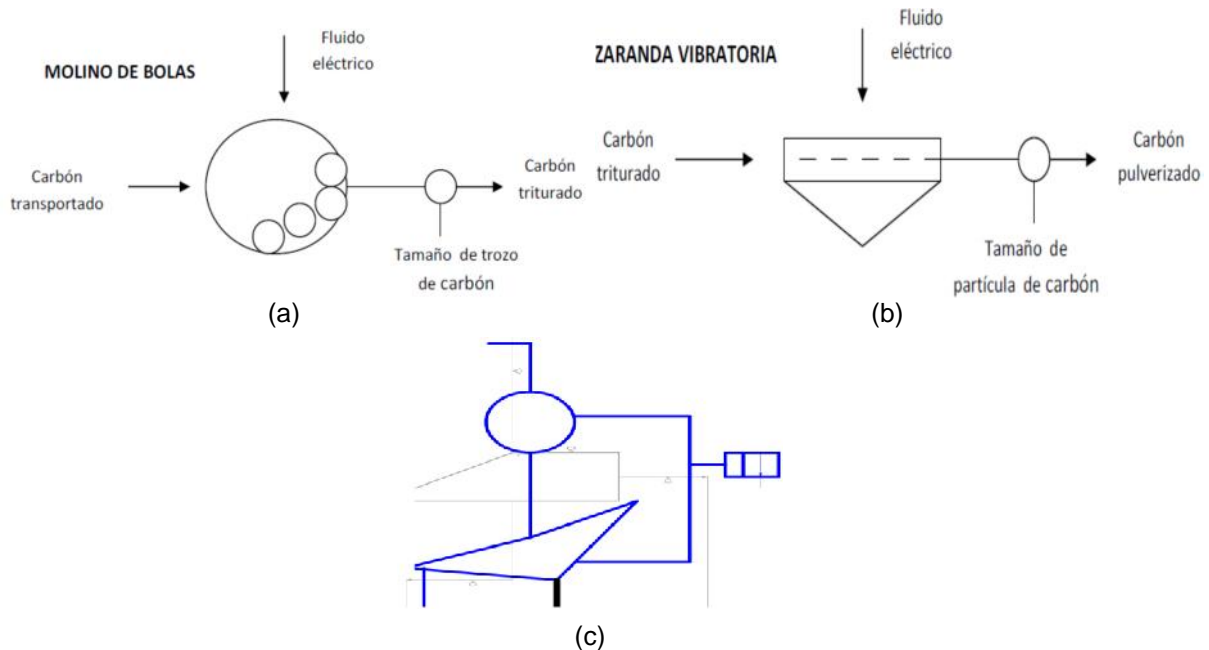 MOLINO DE BOLAS
Fluido
eléctrico
Carbón
transportado
Carbón
triturado
Tamaño de trozo
de carbón
(a)
ZARANDA VIBRATORIA
Fluido
eléctrico
Carbón
triturado
Carbón
pulverizado
Tamaño de
partícula de carbón
(b)
(c)